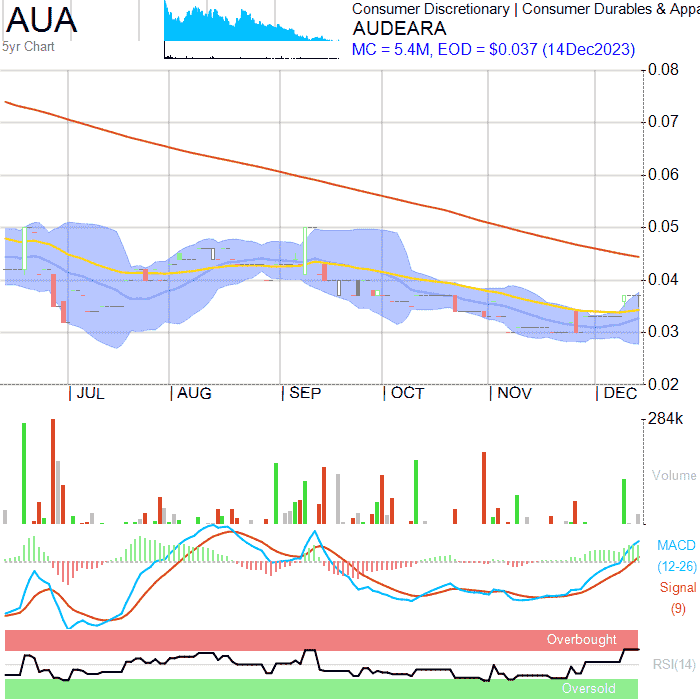 AUA
5yr Chart
Consumer Discretionary | Consumer Durables & Appa
AUDEARA
MC = 5.4M, EOD = $0.037 (14Dec2023)
0.08
0.07
0.06
0.05
0.04
0.03
0.02
JUL AUG SEP OCT NOV DEC
284k
Volume
MACD
(12-26)
Signal
(9)
Overbought
RSI(14)
Oversold